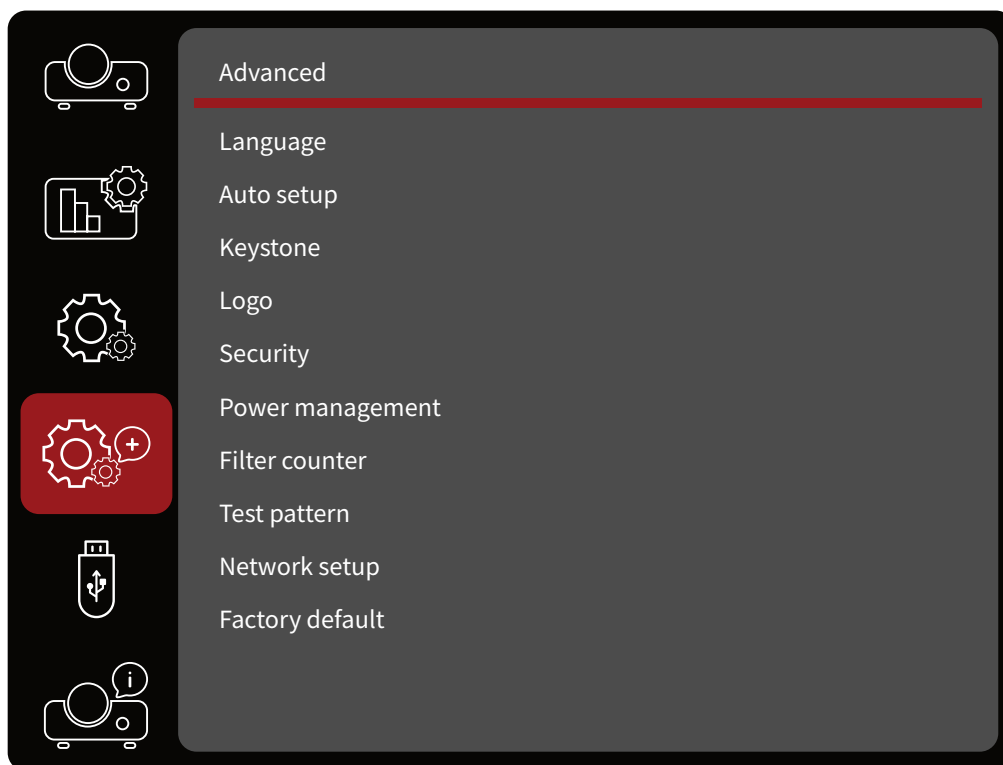 Advanced
Language
Auto setup
Keystone
Logo
Security
Power management
Filter counter
Test pattern
Network setup
Factory default
i